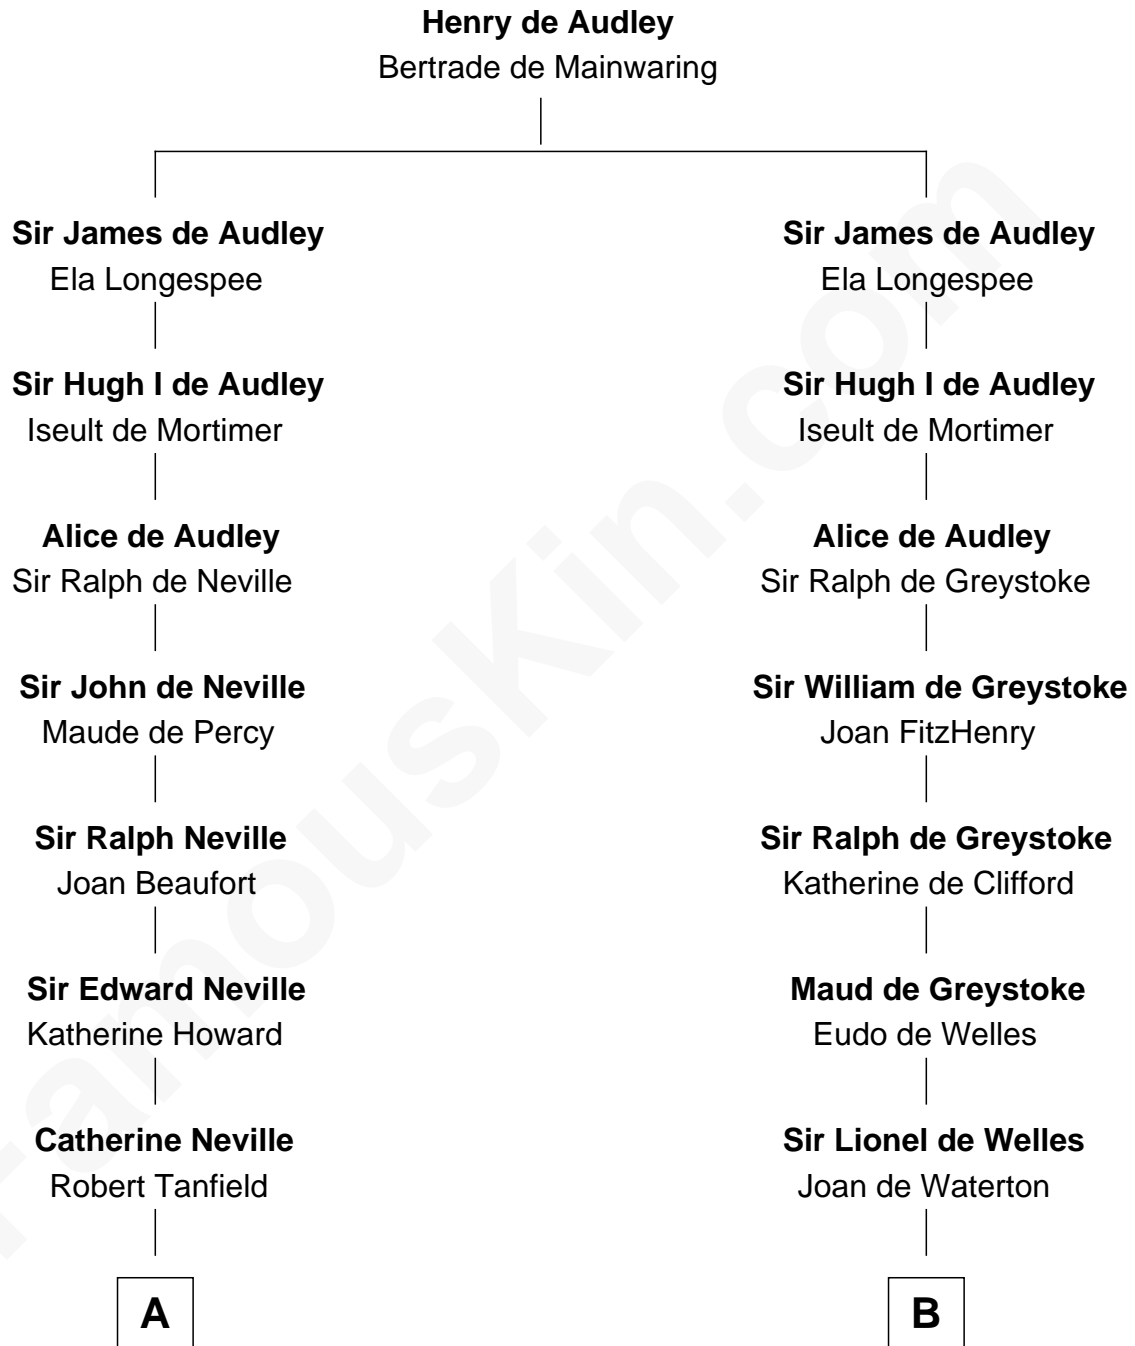 Henry de Audley
Bertrade de Mainwaring
Sir James de Audley
Ela Longespee
Sir Hugh I de Audley
Iseult de Mortimer
Alice de Audley
Sir Ralph de Neville
Sir John de Neville
Maude de Percy
Sir Ralph Neville
Joan Beaufort
Sir Edward Neville
Katherine Howard
Catherine Neville
Robert Tanfield
A
Sir James de Audley
Ela Longespee
Sir Hugh I de Audley
Iseult de Mortimer
Alice de Audley
Sir Ralph de Greystoke
Sir William de Greystoke
Joan FitzHenry
Sir Ralph de Greystoke
Katherine de Clifford
Maud de Greystoke
Eudo de Welles
Sir Lionel de Welles
Joan de Waterton
B
FamousKin.com